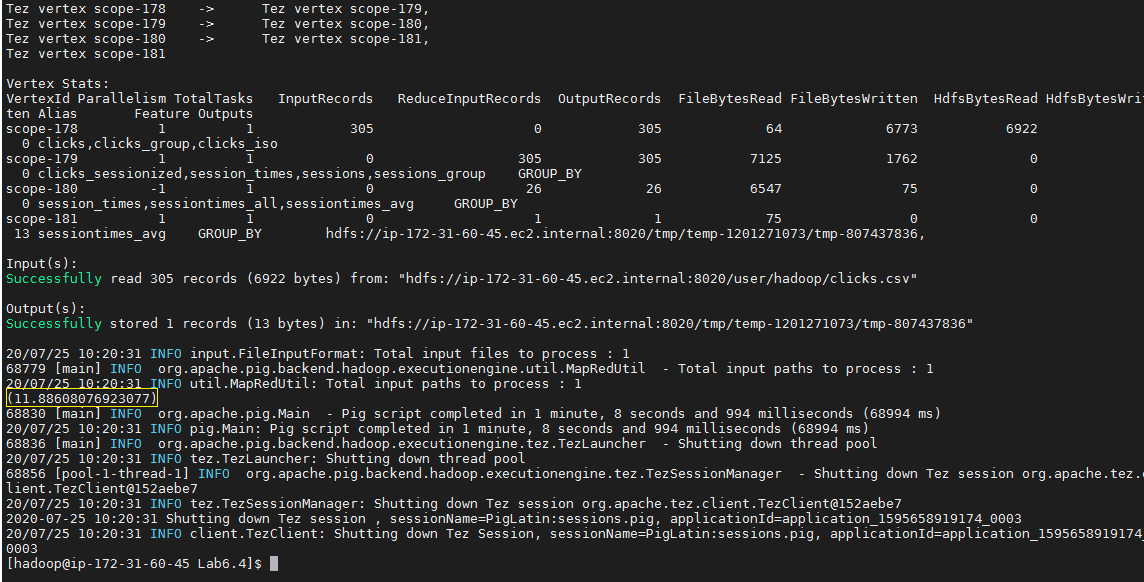 Tez vertex scope-178    ->      Tez vertex scope-179,
Tez vertex scope-179    ->      Tez vertex scope-180,
Tez vertex scope-180    ->      Tez vertex scope-181,
Tez vertex scope-181
Vertex Stats:
VertexId Parallelism TotalTasks   InputRecords   ReduceInputRecords  OutputRecords  FileBytesRead FileBytesWritten  HdfsBytesRead HdfsBytesWrit
ten Alias       Feature Outputs
scope-178             1          1            305                    0            305             64             6773           6922
  0 clicks,clicks_group,clicks_iso
scope-179             1          1              0                  305            305           7125             1762              0
  0 clicks_sessionized,session_times,sessions,sessions_group    GROUP_BY
scope-180            -1          1              0                   26             26           6547               75              0
  0 session_times,sessiontimes_all,sessiontimes_avg     GROUP_BY
scope-181             1          1              0                    1              1             75                0              0
 13 sessiontimes_avg    GROUP_BY        hdfs://ip-172-31-60-45.ec2.internal:8020/tmp/temp-1201271073/tmp-807437836,
Input(s):
Successfully read 305 records (6922 bytes) from: "hdfs://ip-172-31-60-45.ec2.internal:8020/user/hadoop/clicks.csv"
Output(s):
Successfully stored 1 records (13 bytes) in: "hdfs://ip-172-31-60-45.ec2.internal:8020/tmp/temp-1201271073/tmp-807437836"
20/07/25 10:20:31 INFO input.FileInputFormat: Total input files to process : 1
68779 [main] INFO  org.apache.pig.backend.hadoop.executionengine.util.MapRedUtil  - Total input paths to process : 1
20/07/25 10:20:31 INFO util.MapRedUtil: Total input paths to process : 1
(11.88608076923077)
68830 [main] INFO  org.apache.pig.Main  - Pig script completed in 1 minute, 8 seconds and 994 milliseconds (68994 ms)
20/07/25 10:20:31 INFO pig.Main: Pig script completed in 1 minute, 8 seconds and 994 milliseconds (68994 ms)
68836 [main] INFO  org.apache.pig.backend.hadoop.executionengine.tez.TezLauncher  - Shutting down thread pool
20/07/25 10:20:31 INFO tez.TezLauncher: Shutting down thread pool
68856 [pool-1-thread-1] INFO  org.apache.pig.backend.hadoop.executionengine.tez.TezSessionManager  - Shutting down Tez session org.apache.tez.c
lient.TezClient@152aebe7
20/07/25 10:20:31 INFO tez.TezSessionManager: Shutting down Tez session org.apache.tez.client.TezClient@152aebe7
2020-07-25 10:20:31 Shutting down Tez session , sessionName=PigLatin:sessions.pig, applicationId=application_1595658919174_0003
20/07/25 10:20:31 INFO client.TezClient: Shutting down Tez Session, sessionName=PigLatin:sessions.pig, applicationId=application_1595658919174_
0003
[hadoop@ip-172-31-60-45 Lab6.4]$